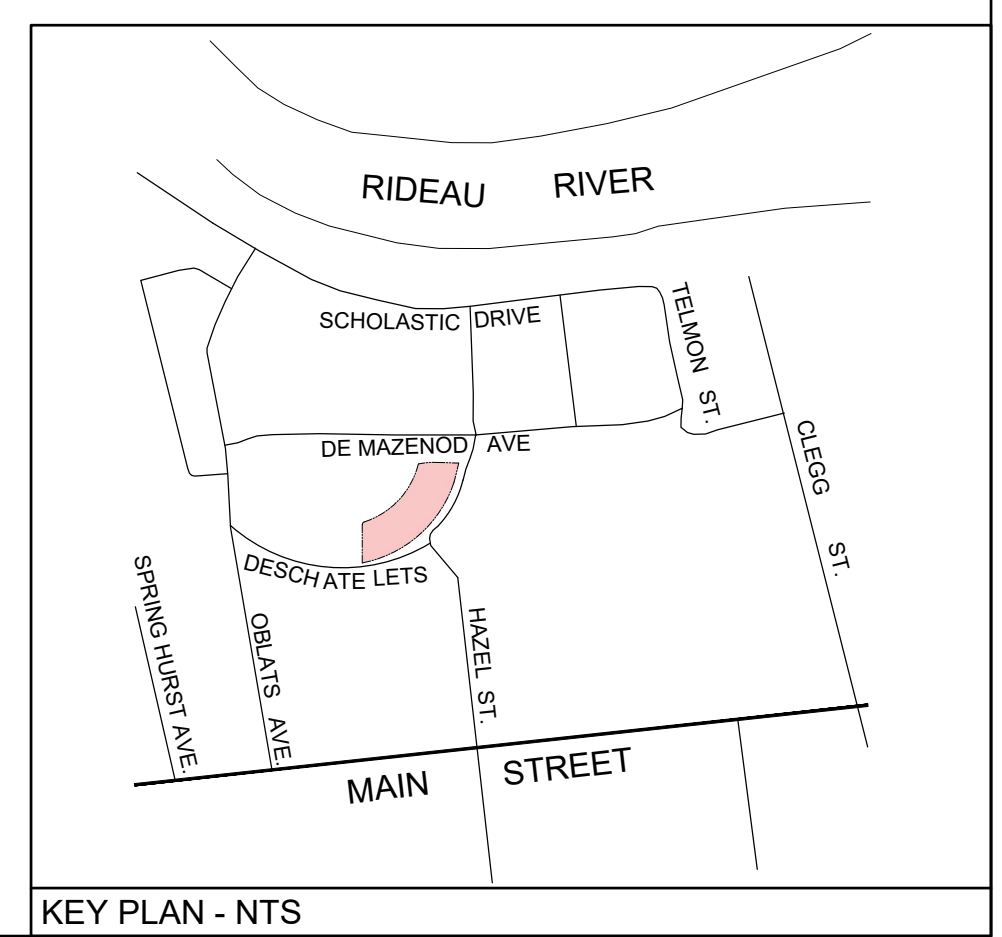 RIDEAU RIVER
SCHOLASTIC DRIVE
TELMON ST.
DE MAZENOD AVE
CLEGG ST.
DESCHATE LETS
SPRING HURST AVE.
OBLATS AVE.
HAZEL ST.
MAIN STREET
KEY PLAN - NTS